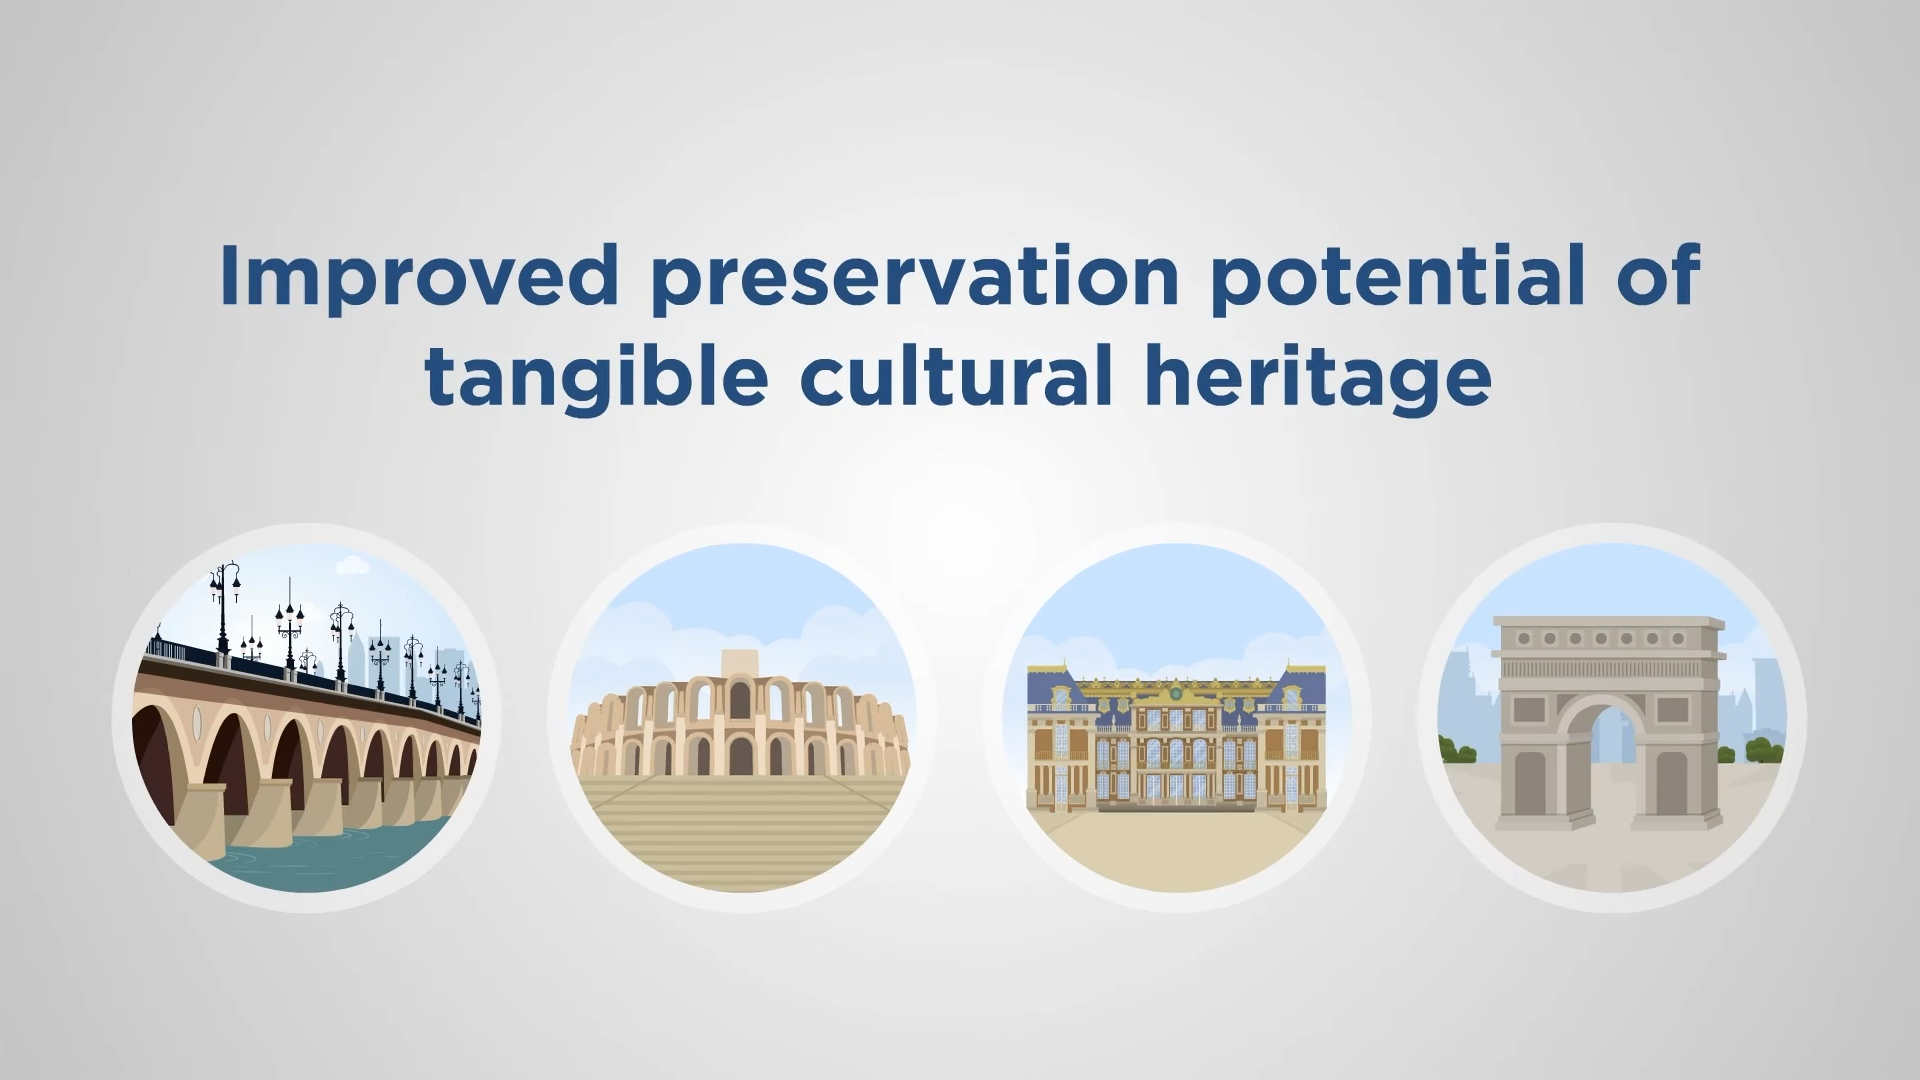 Improved preservation potential of
tangible cultural heritage